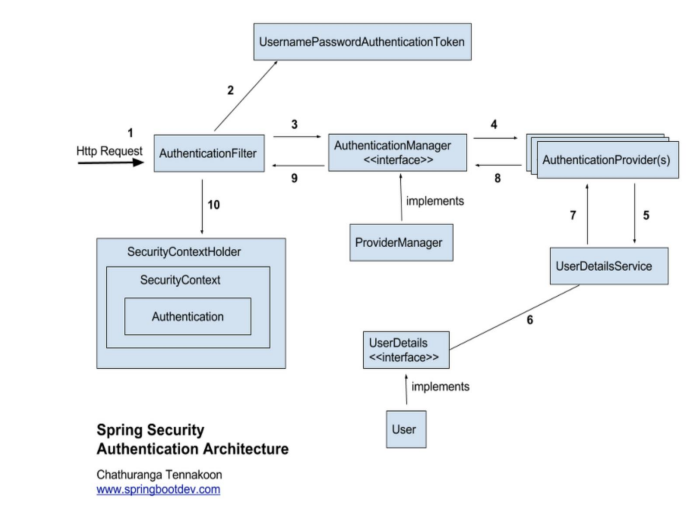 UsernamePasswordAuthenticationToken
2
1
Http Request
AuthenticationFilter
3
9
AuthenticationManager
<<interface>>
4
8
AuthenticationProvider(s)
10
implements
7
5
ProviderManager
SecurityContextHolder
SecurityContext
Authentication
UserDetailsService
6
UserDetails
<<interface>>
implements
User
Spring Security
Authentication Architecture
Chathuranga Tennakoon
www.springbootdev.com